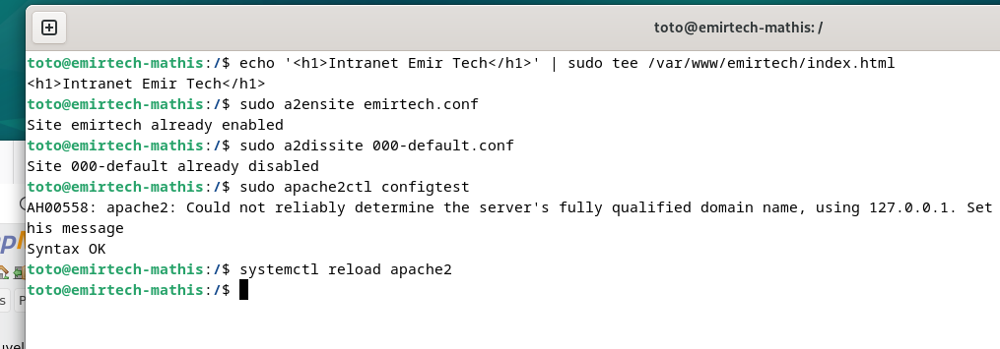 toto@emirtech-mathis: /
toto@emirtech-mathis:/$ echo '<h1>Intranet Emir Tech</h1>' | sudo tee /var/www/emirtech/index.html
<h1>Intranet Emir Tech</h1>
toto@emirtech-mathis:/$ sudo a2ensite emirtech.conf
Site emirtech already enabled
toto@emirtech-mathis:/$ sudo a2dissite 000-default.conf
Site 000-default already disabled
toto@emirtech-mathis:/$ sudo apache2ctl configtest
AH00558: apache2: Could not reliably determine the server's fully qualified domain name, using 127.0.0.1. Set
his message
Syntax OK
toto@emirtech-mathis:/$ systemctl reload apache2
toto@emirtech-mathis:/$